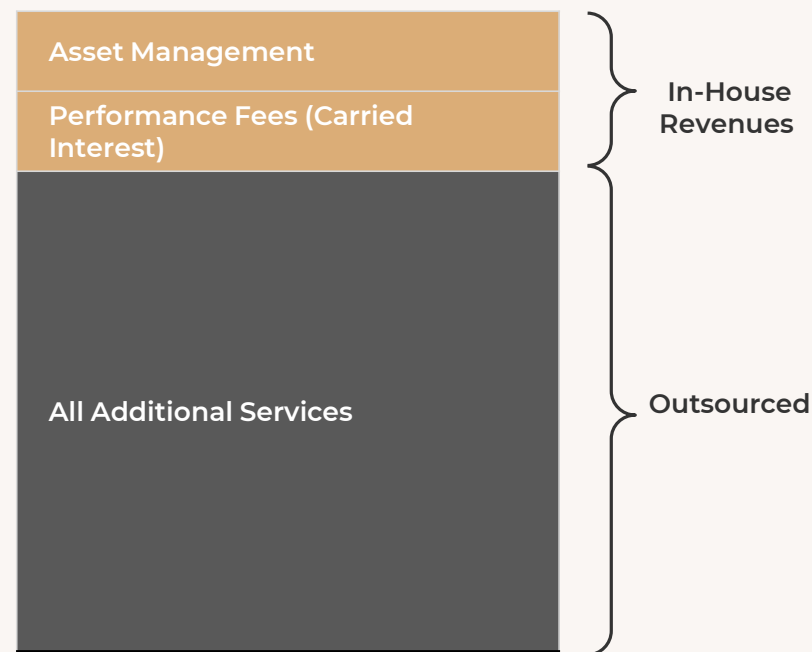 Asset Management
Performance Fees (Carried
Interest)
In-House
Revenues
All Additional Services
Outsourced